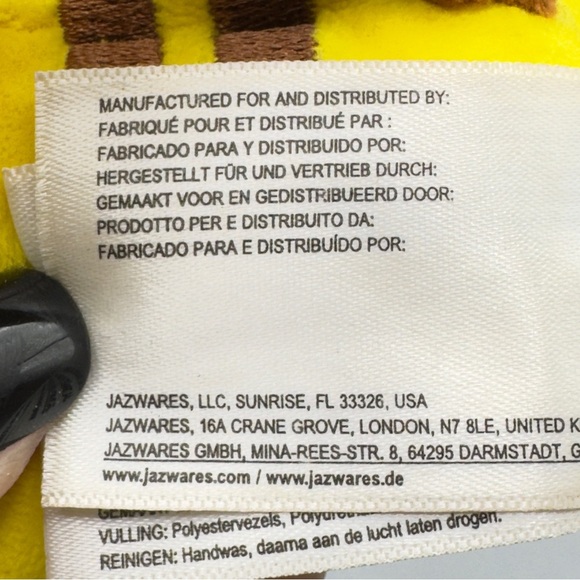 MANUFACTURED FOR AND DISTRIBUTED BY:
FABRIQUÉ POUR ET DISTRIBUÉ PAR :
FABRICADO PARA Y DISTRIBUIDO POR:
HERGESTELLT FÜR UND VERTRIEB DURCH:
GEMAAKT VOOR EN GEDISTRIBUEERD DOOR:
PRODOTTO PER E DISTRIBUITO DA:
FABRICADO PARA E DISTRIBUÍDO POR:
JAZWARES, LLC, SUNRISE, FL 33326, USA
JAZWARES, 16A CRANE GROVE, LONDON, N7 8LE, UNITED K
JAZWARES GMBH, MINA-REES-STR. 8, 64295 DARMSTADT, G
www.jazwares.com / www.jazwares.de
VULLING: Polyestervezels,
REINIGEN: Handwas, daarna aan de lucht laten drogen.